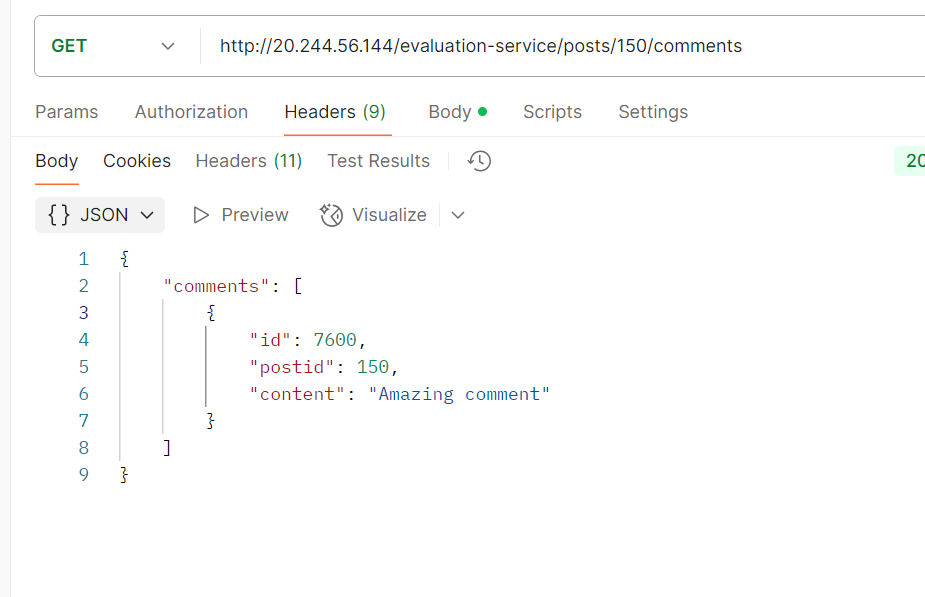 GET http://20.244.56.144/evaluation-service/posts/150/comments
Params Authorization Headers (9) Body Scripts Settings
Body Cookies Headers (11) Test Results 20
{} JSON Preview Visualize
1 {
2 "comments": [
3 {
4 "id": 7600,
5 "postid": 150,
6 "content": "Amazing comment"
7 }
8 ]
9 }